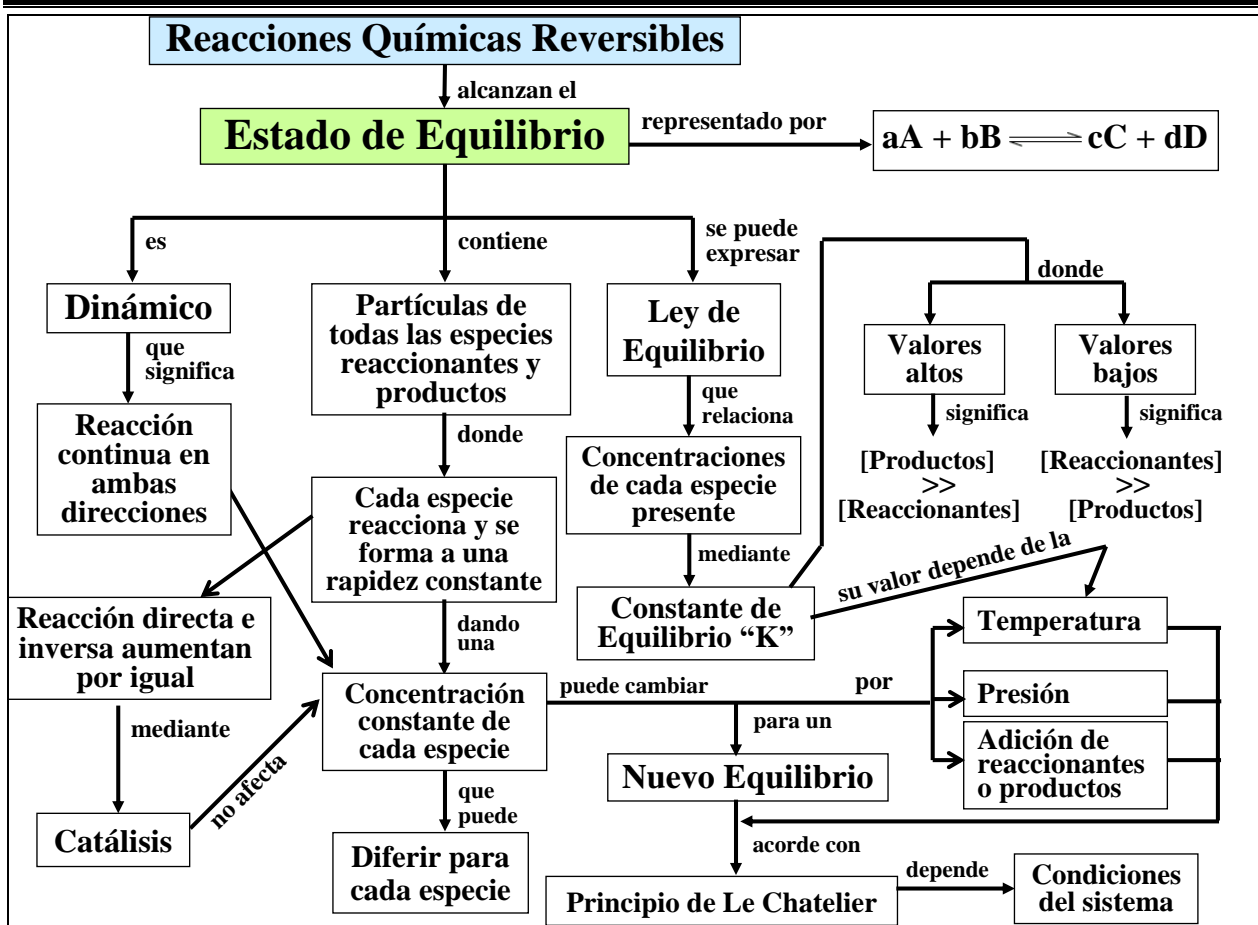 Reacciones Químicas Reversibles
alcanzan el
Estado de Equilibrio
representado por
aA + bB ⇌ cC + dD
es
contiene
se puede
expresar
donde
Dinámico
Partículas de
todas las especies
reaccionantes y
productos
Ley de
Equilibrio
Valores
altos
Valores
bajos
que
significa
donde
que
relaciona
significa
significa
Reacción
continua en
ambas
direcciones
Cada especie
reacciona y se
forma a una
rapidez constante
Concentraciones
de cada especie
presente
[Productos]
>>
[Reaccionantes]
[Reaccionantes]
>>
[Productos]
mediante
su valor depende de la
Reacción directa e
inversa aumentan
por igual
dando
una
Constante de
Equilibrio “K”
Temperatura
mediante
Concentración
constante de
cada especie
puede cambiar
por
Presión
para un
Adición de
reaccionantes
o productos
no afecta
Nuevo Equilibrio
que
puede
Catálisis
acorde con
Diferir para
cada especie
Principio de Le Chatelier
depende
Condiciones
del sistema